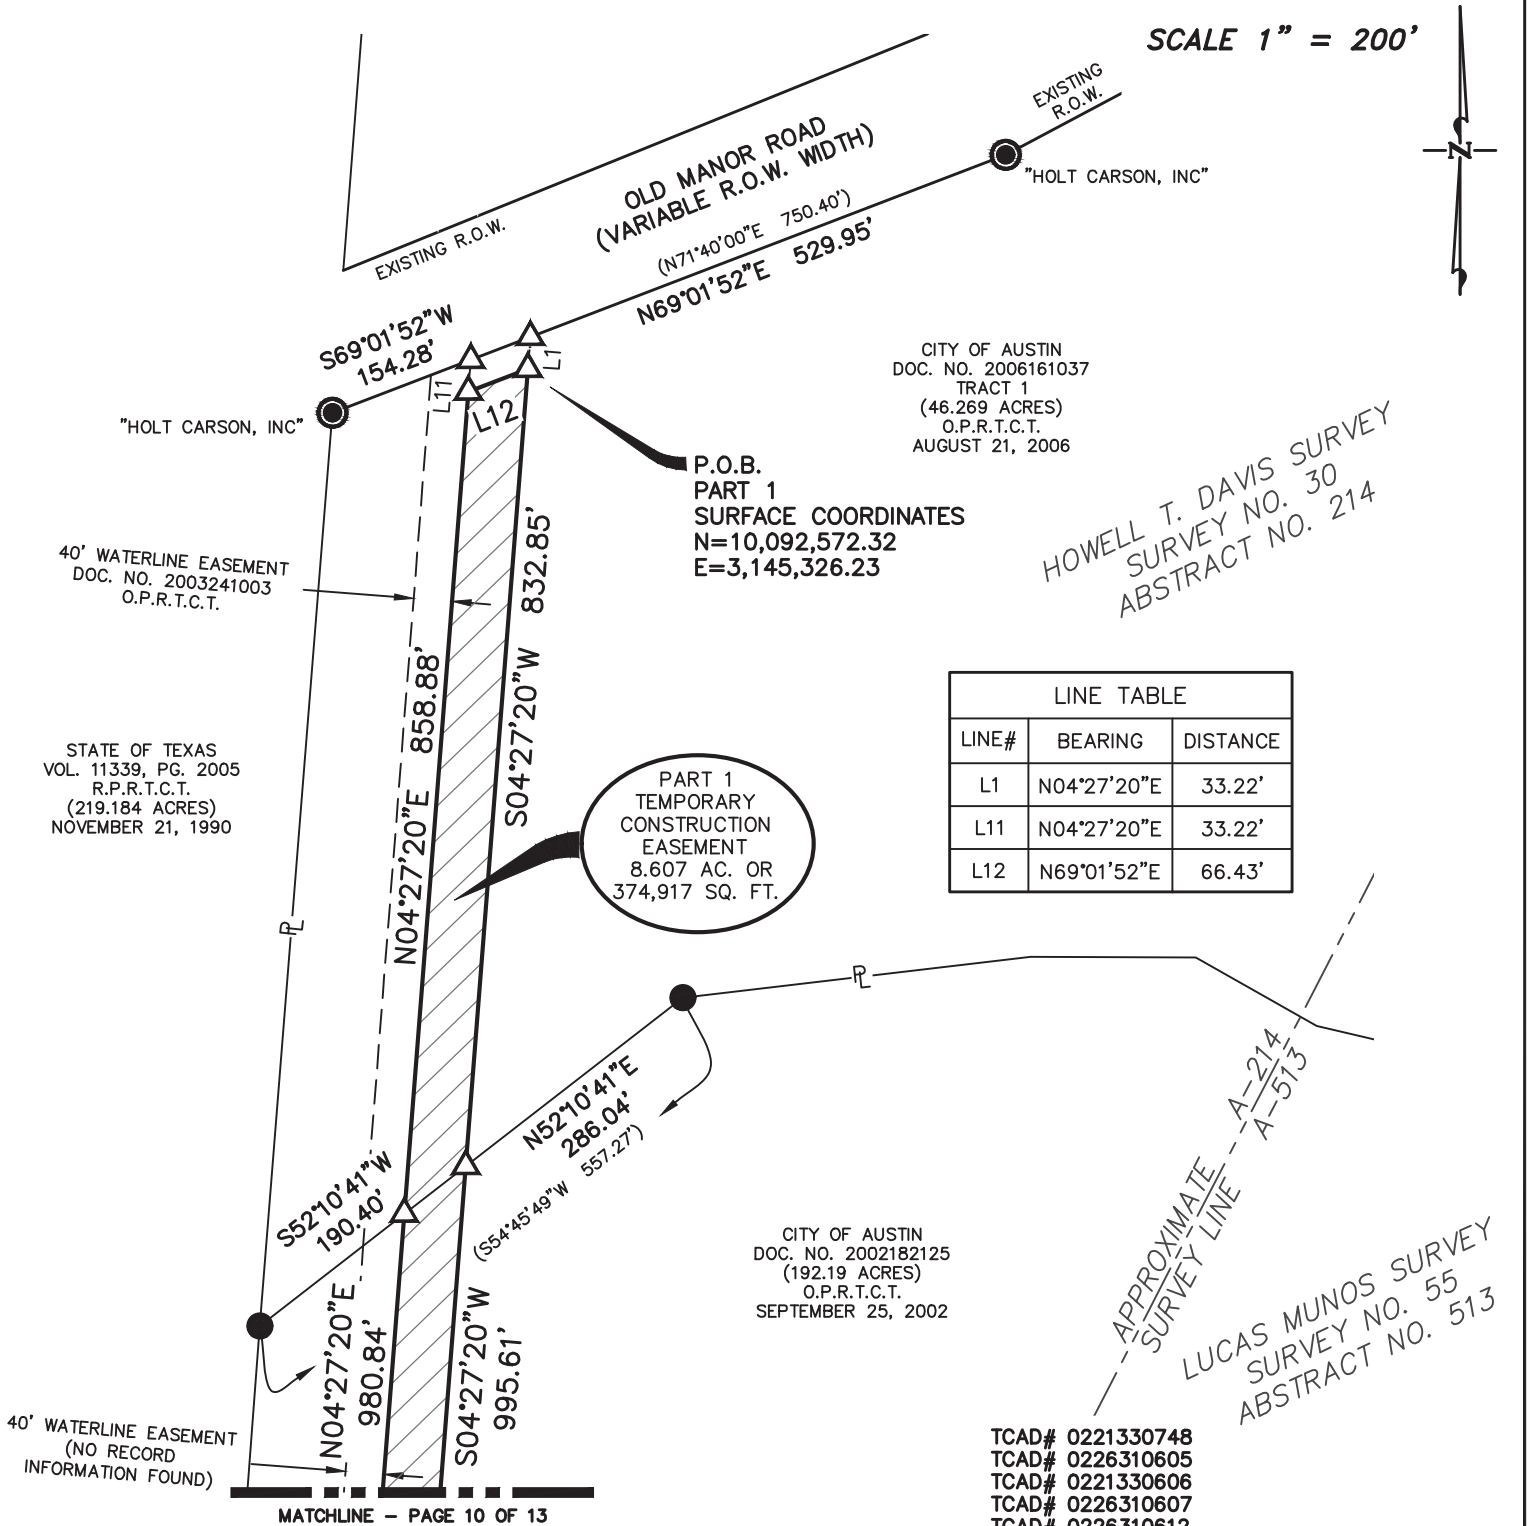 SCALE 1" = 200'
N
EXISTING
R.O.W.
"HOLT CARSON, INC"
OLD MANOR ROAD
(VARIABLE R.O.W. WIDTH)
(N71°40'00"E 750.40')
N69°01'52"E 529.95'
EXISTING R.O.W.
S69°01'52"W
154.28'
"HOLT CARSON, INC"
L1
L11
L12
CITY OF AUSTIN
DOC. NO. 2006161037
TRACT 1
(46.269 ACRES)
O.P.R.T.C.T.
AUGUST 21, 2006
P.O.B.
PART 1
SURFACE COORDINATES
N=10,092,572.32
E=3,145,326.23
HOWELL T. DAVIS SURVEY
SURVEY NO. 30
ABSTRACT NO. 214
40' WATERLINE EASEMENT
DOC. NO. 2003241003
O.P.R.T.C.T.
N04°27'20"E 858.88'
S04°27'20"W 832.85'
LINE TABLE
LINE# BEARING DISTANCE
L1 N04°27'20"E 33.22'
L11 N04°27'20"E 33.22'
L12 N69°01'52"E 66.43'
STATE OF TEXAS
VOL. 11339, PG. 2005
R.P.R.T.C.T.
(219.184 ACRES)
NOVEMBER 21, 1990
PART 1
TEMPORARY
CONSTRUCTION
EASEMENT
8.607 AC. OR
374,917 SQ. FT.
PL
PL
N52°10'41"E
286.04'
(S54°45'49"W 557.27')
S52°10'41"W
190.40'
A-214
A-513
APPROXIMATE
SURVEY LINE
CITY OF AUSTIN
DOC. NO. 2002182125
(192.19 ACRES)
O.P.R.T.C.T.
SEPTEMBER 25, 2002
LUCAS MUNOS SURVEY
SURVEY NO. 55
ABSTRACT NO. 513
N04°27'20"E
980.84'
S04°27'20"W
995.61'
40' WATERLINE EASEMENT
(NO RECORD
INFORMATION FOUND)
MATCHLINE - PAGE 10 OF 13
TCAD# 0221330748
TCAD# 0226310605
TCAD# 0221330606
TCAD# 0226310607
TCAD# 0226310612